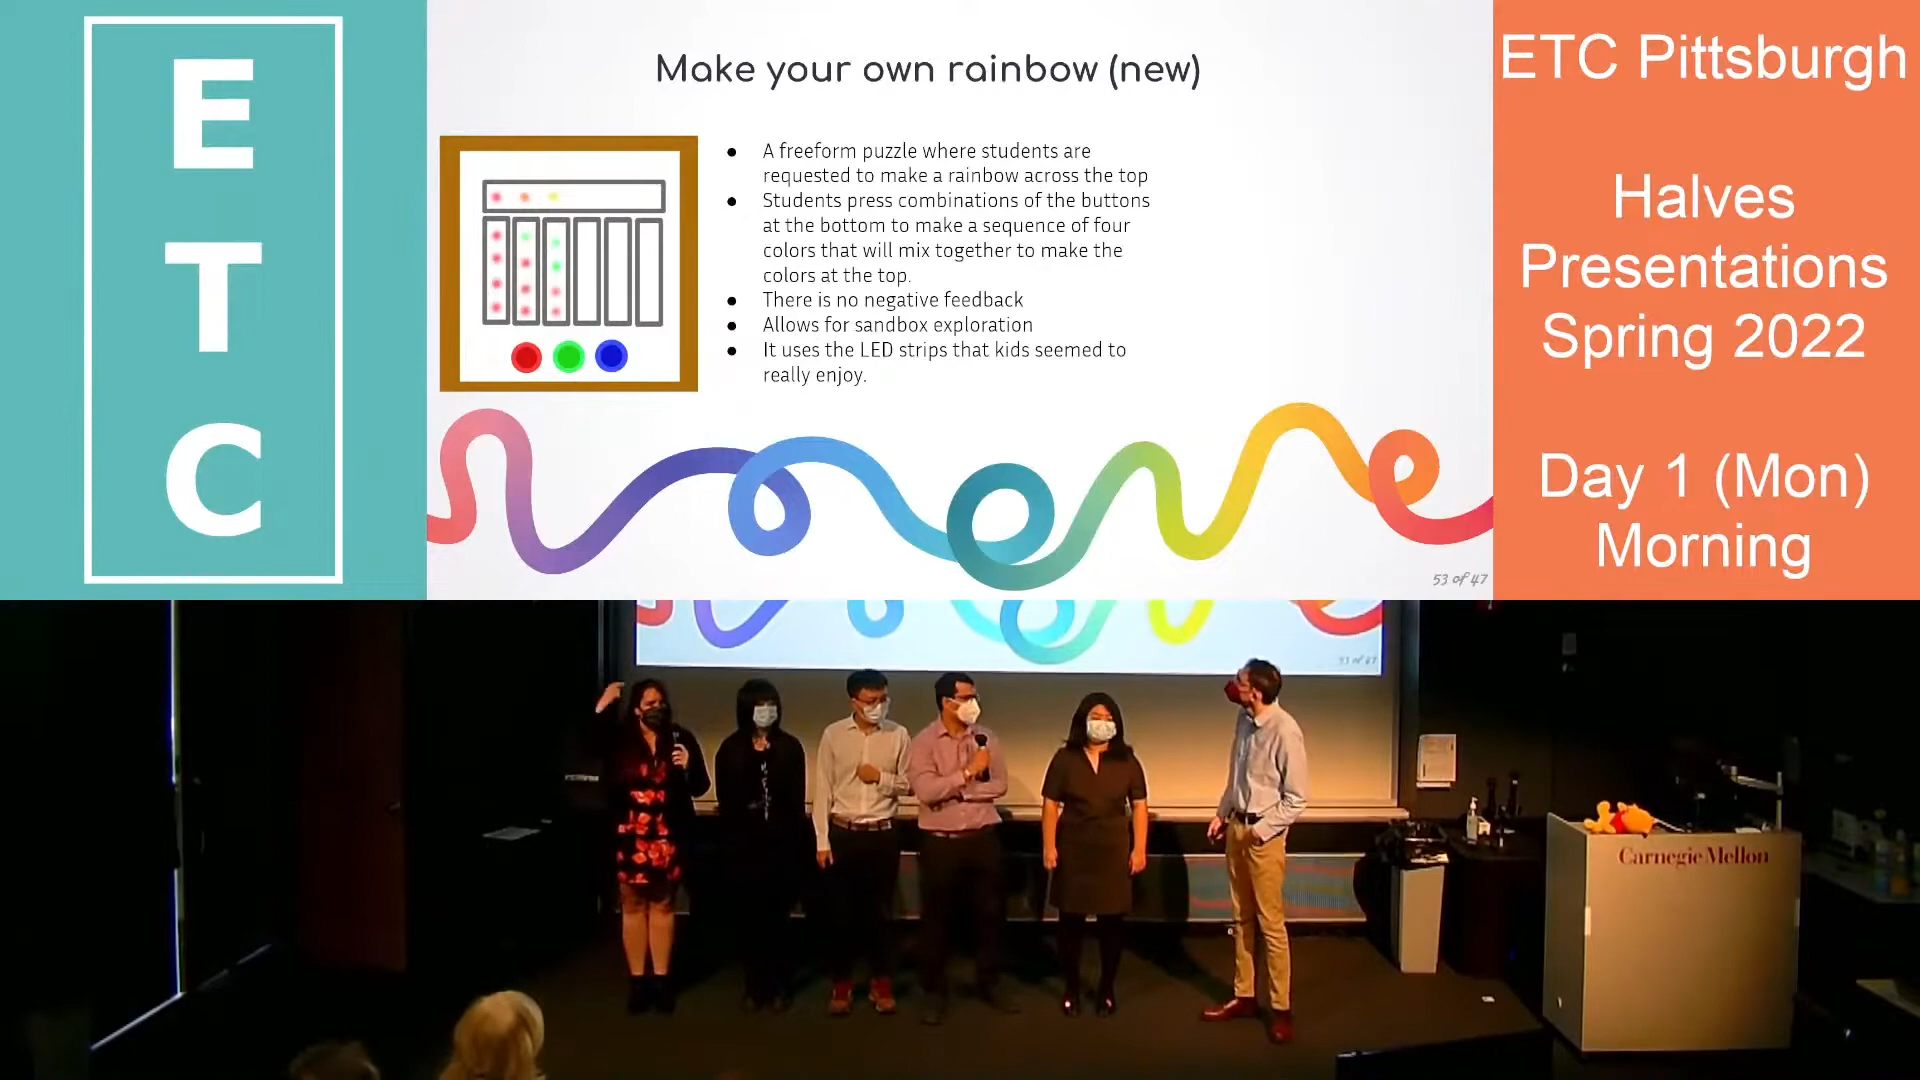 E
T
C
Make your own rainbow (new)
● A freeform puzzle where students are
requested to make a rainbow across the top
● Students press combinations of the buttons
at the bottom to make a sequence of four
colors that will mix together to make the
colors at the top.
● There is no negative feedback
● Allows for sandbox exploration
● It uses the LED strips that kids seemed to
really enjoy.
53 of 47
ETC Pittsburgh
Halves
Presentations
Spring 2022
Day 1 (Mon)
Morning
53 of 47
Carnegie Mellon